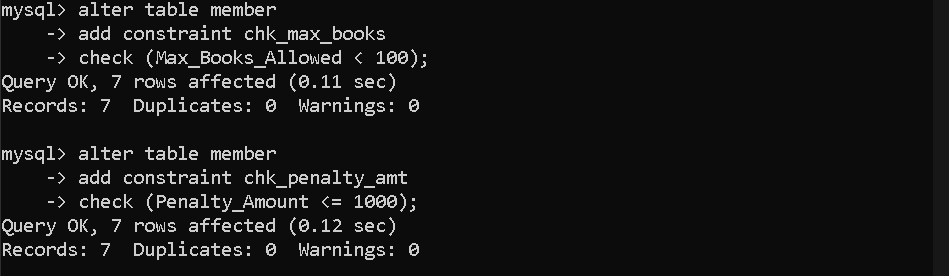 mysql> alter table member
    -> add constraint chk_max_books
    -> check (Max_Books_Allowed < 100);
Query OK, 7 rows affected (0.11 sec)
Records: 7  Duplicates: 0  Warnings: 0

mysql> alter table member
    -> add constraint chk_penalty_amt
    -> check (Penalty_Amount <= 1000);
Query OK, 7 rows affected (0.12 sec)
Records: 7  Duplicates: 0  Warnings: 0